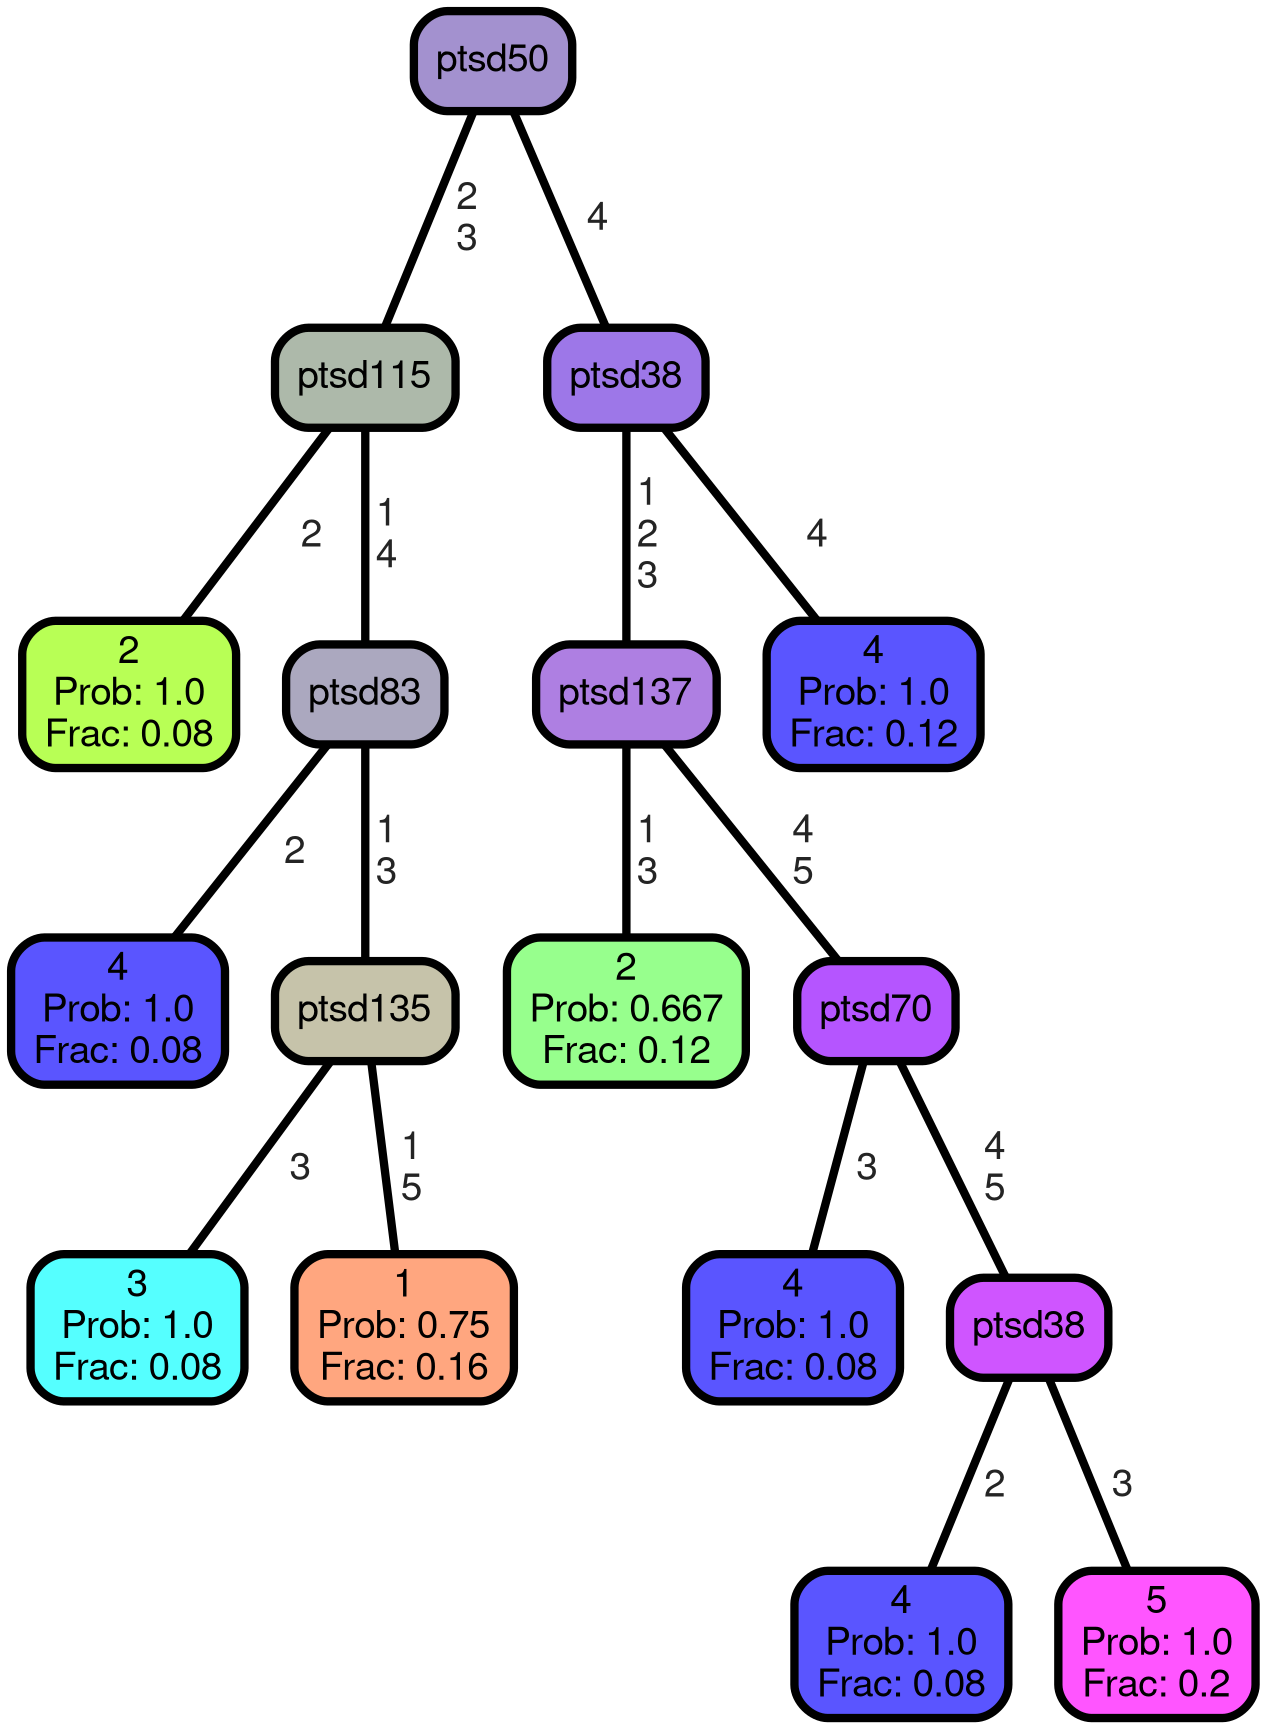 ptsd50
2
3
4
ptsd115
ptsd38
2
1
4
1
2
3
4
2
Prob: 1.0
Frac: 0.08
ptsd83
ptsd137
4
Prob: 1.0
Frac: 0.12
2
1
3
1
3
4
5
4
Prob: 1.0
Frac: 0.08
ptsd135
2
Prob: 0.667
Frac: 0.12
ptsd70
3
1
5
3
4
5
3
Prob: 1.0
Frac: 0.08
1
Prob: 0.75
Frac: 0.16
4
Prob: 1.0
Frac: 0.08
ptsd38
2
3
4
Prob: 1.0
Frac: 0.08
5
Prob: 1.0
Frac: 0.2